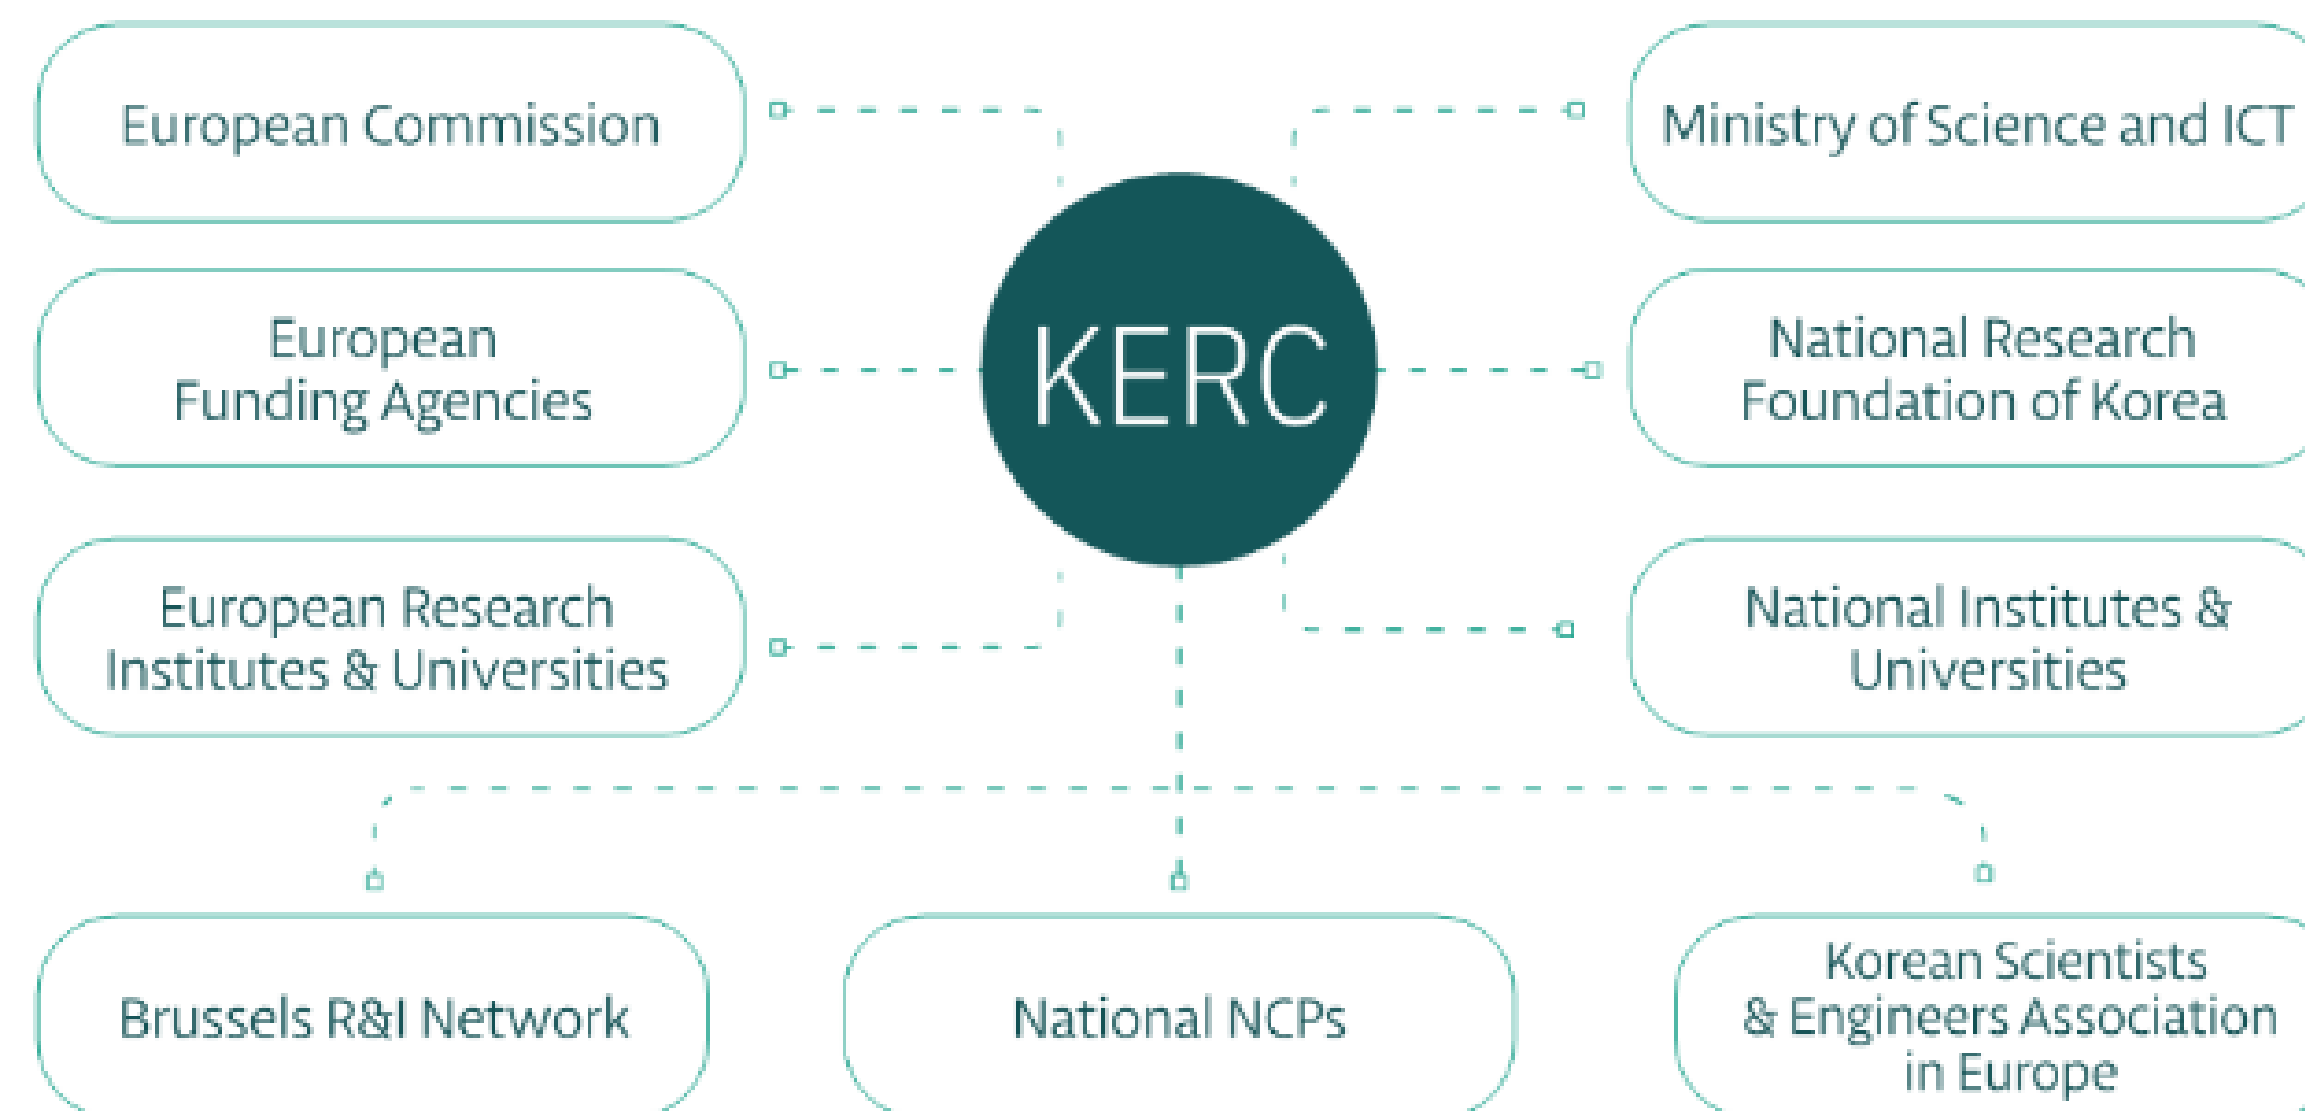 European Commission
Ministry of Science and ICT
European
Funding Agencies
KERC
National Research
Foundation of Korea
European Research
Institutes & Universities
National Institutes &
Universities
Brussels R&I Network
National NCPs
Korean Scientists
& Engineers Association
in Europe